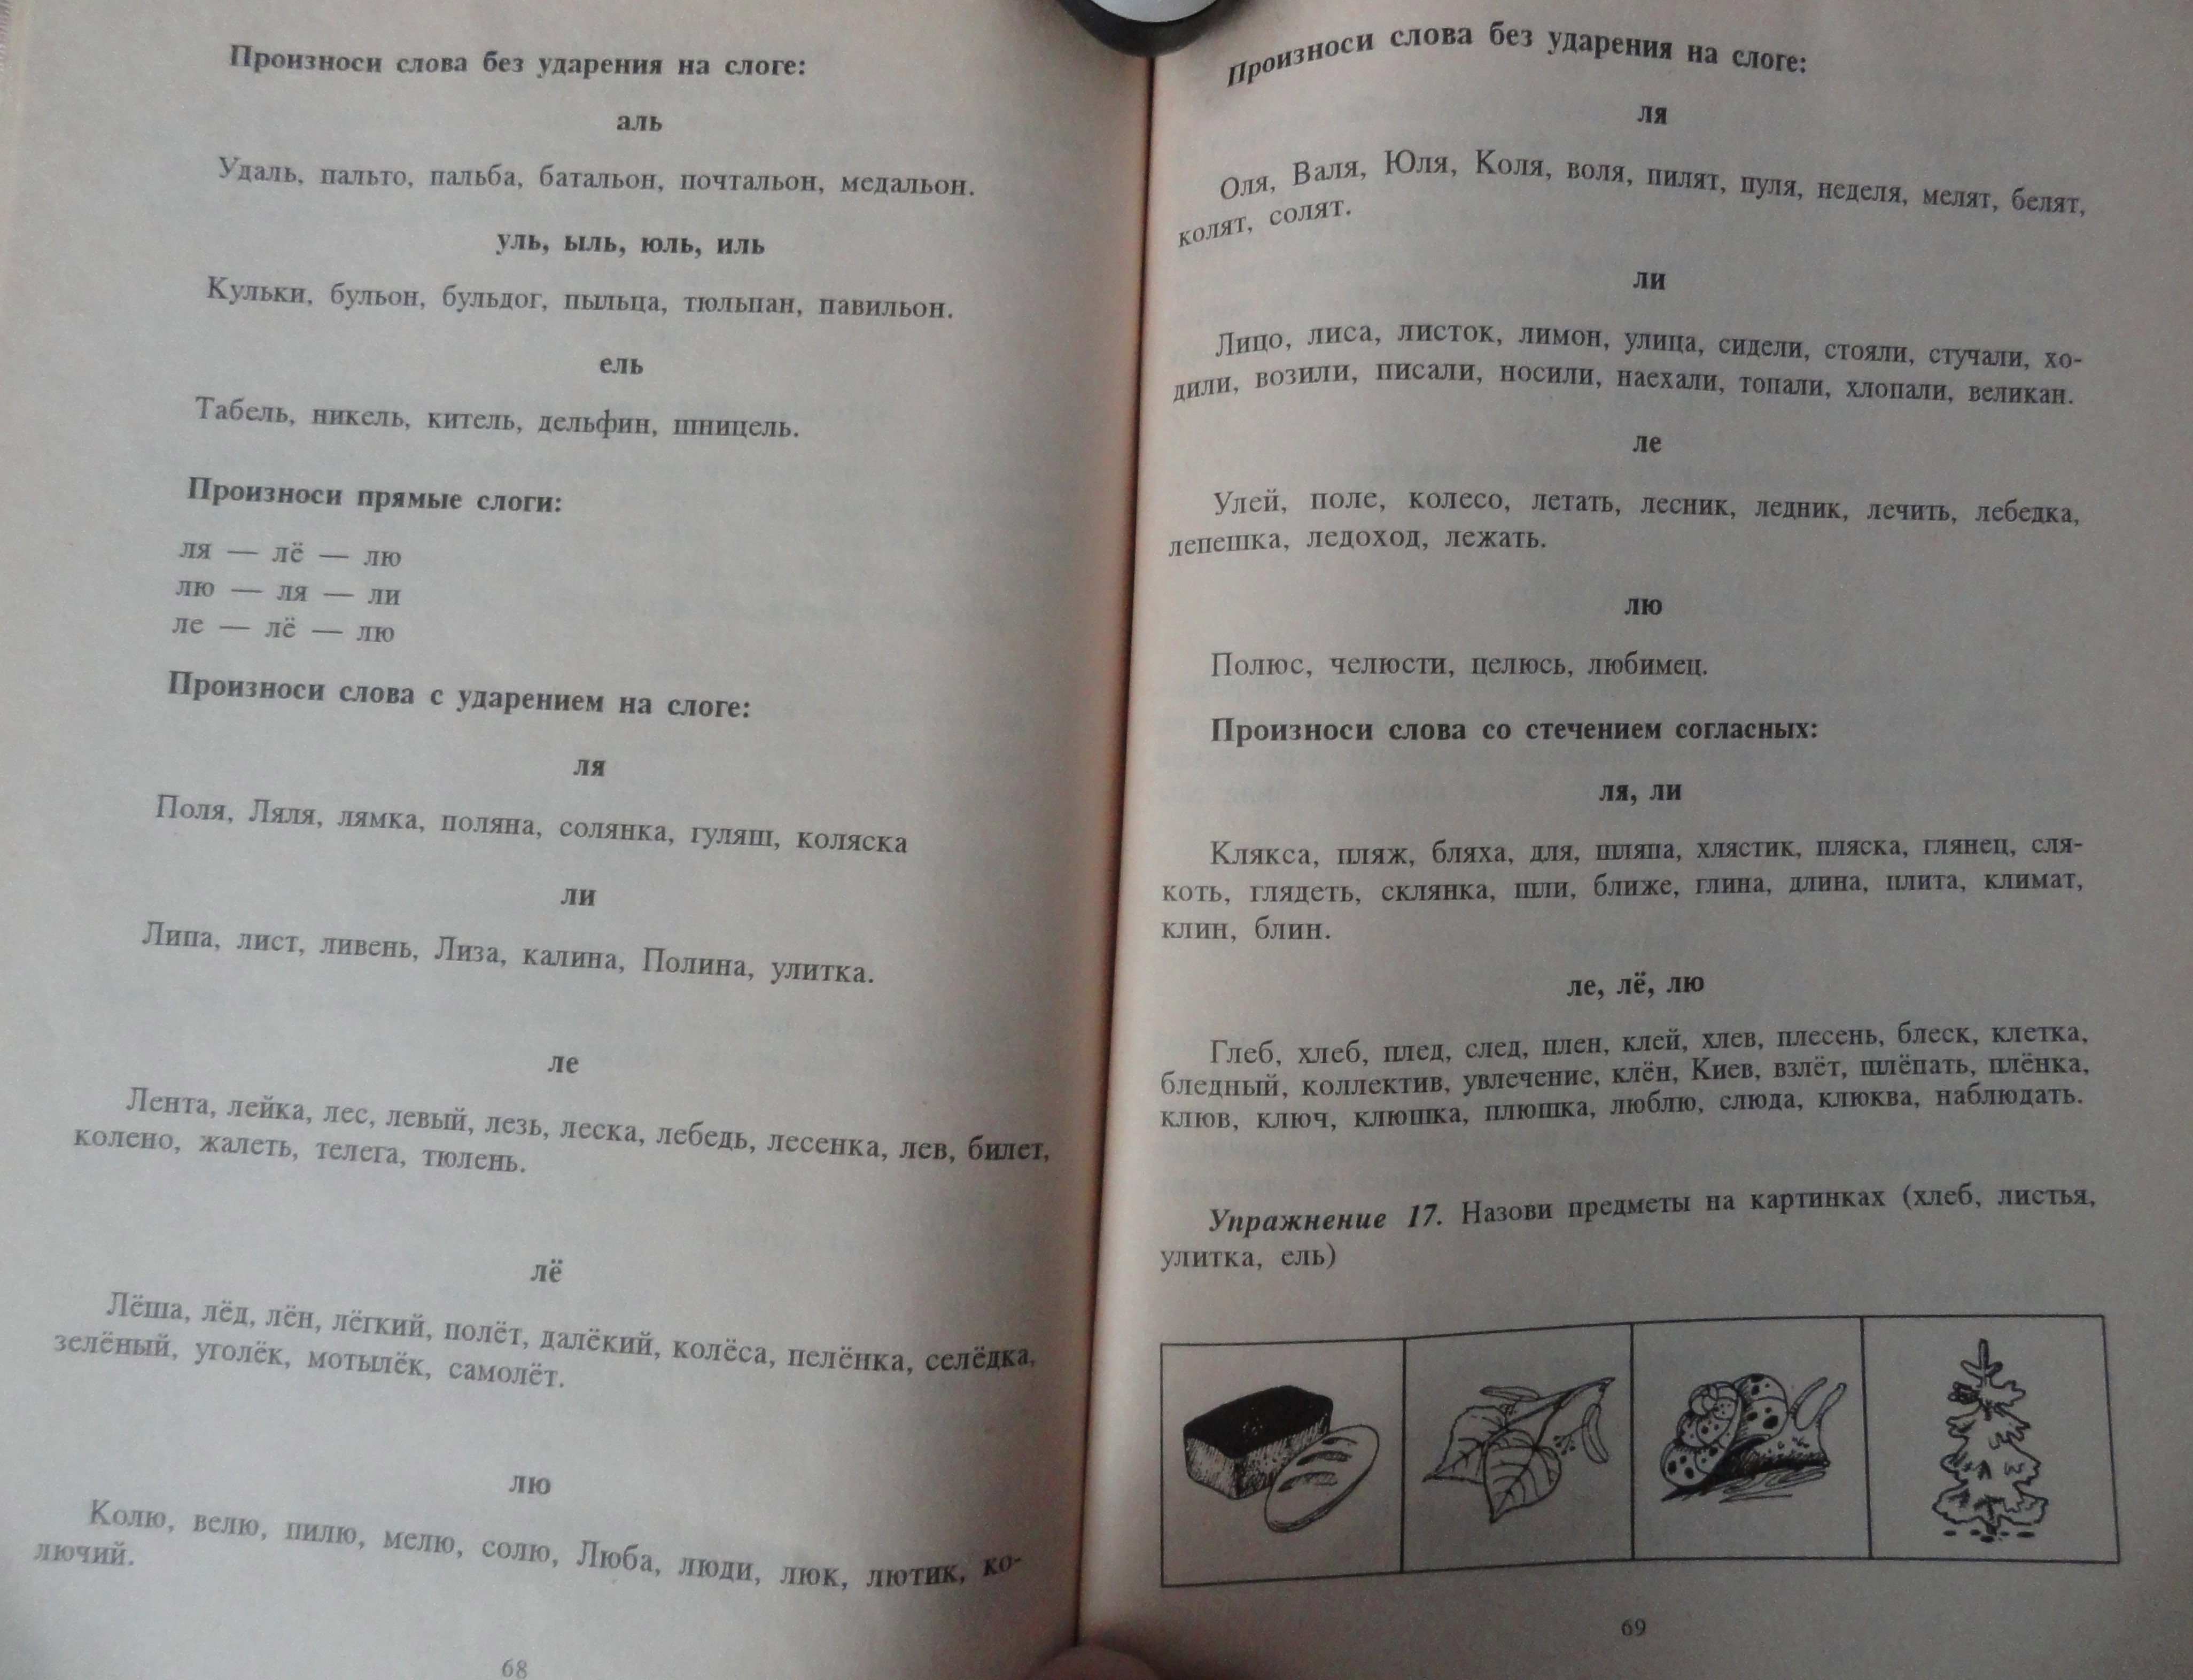 Произноси слова без ударения на слоге:
аль
Удаль, пальто, пальба, батальон, почтальон, медальон.
уль, ыль, юль, иль
Кульки, бульон, бульдог, пыльца, тюльпан, павильон.
ель
Табель, никель, китель, дельфин, шницель.
Произноси прямые слоги:
ля — лё — лю
лю — ля — ли
ле — лё — лю
Произноси слова с ударением на слоге:
ля
Поля, Ляля, лямка, поляна, солянка, гуляш, коляска
ли
Липа, лист, ливень, Лиза, калина, Полина, улитка.
ле
Лента, лейка, лес, левый, лезь, леска, лебедь, лесенка, лев, билет,
колено, жалеть, телега, тюлень.
лё
Лёша, лёд, лён, лёгкий, полёт, далёкий, колёса, пелёнка, селёдка,
зелёный, уголёк, мотылёк, самолёт.
лю
Колю, велю, пилю, мелю, солю, Люба, люди, люк, лютик, ко-
лючий.
68
Произноси слова без ударения на слоге:
ля
Оля, Валя, Юля, Коля, воля, пилят, пуля, неделя, мелят, белят,
колят, солят.
ли
Лицо, лиса, листок, лимон, улица, сидели, стояли, стучали, хо-
дили, возили, писали, носили, наехали, топали, хлопали, великан.
ле
Улей, поле, колесо, летать, лесник, ледник, лечить, лебедка,
лепешка, ледоход, лежать.
лю
Полюс, челюсти, целюсь, любимец.
Произноси слова со стечением согласных:
ля, ли
Клякса, пляж, бляха, для, шляпа, хлястик, пляска, глянец, сля-
коть, глядеть, склянка, шли, ближе, глина, длина, плита, климат,
клин, блин.
ле, лё, лю
Глеб, хлеб, плед, след, плен, клей, хлев, плесень, блеск, клетка,
бледный, коллектив, увлечение, клён, Киев, взлёт, шлёпать, плёнка,
клюв, ключ, клюшка, плюшка, люблю, слюда, клюква, наблюдать.
Упражнение 17. Назови предметы на картинках (хлеб, листья,
улитка, ель)
69